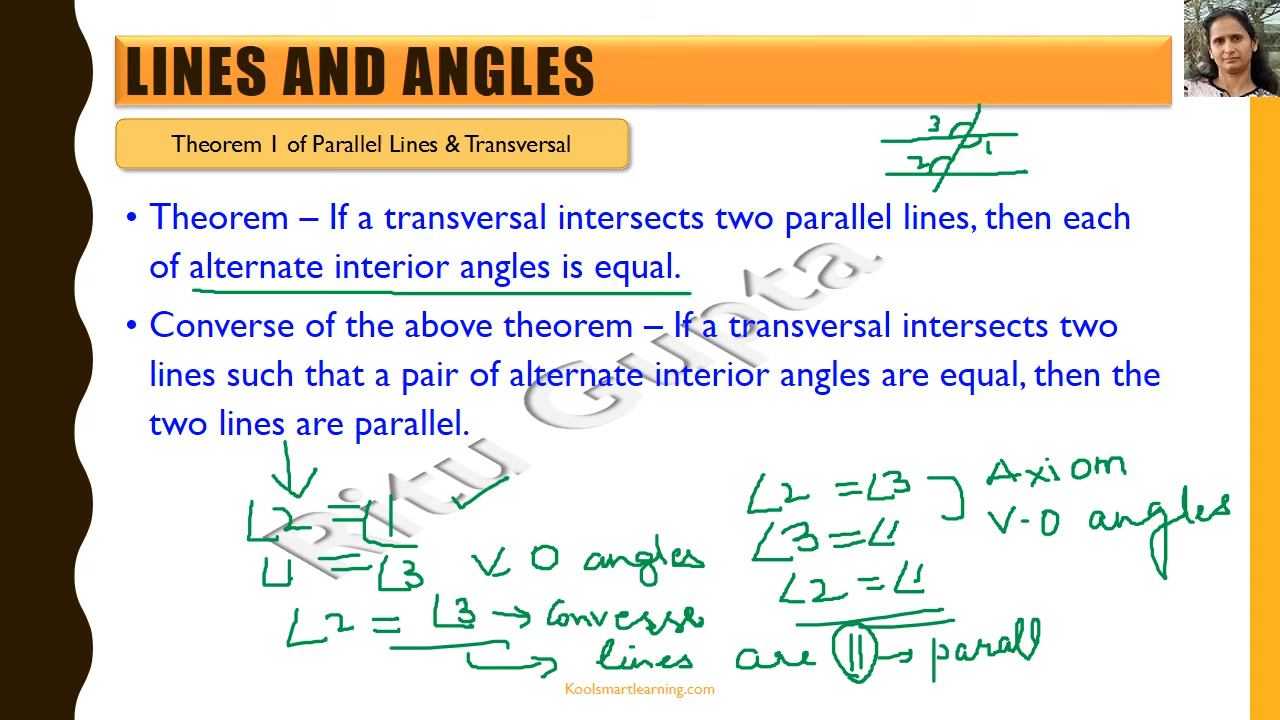 LINES AND ANGLES
Theorem 1 of Parallel Lines & Transversal
3
1
2
• Theorem – If a transversal intersects two parallel lines, then each
of alternate interior angles is equal.
• Converse of the above theorem – If a transversal intersects two
lines such that a pair of alternate interior angles are equal, then the
two lines are parallel.
Ritu Gupta
∠2 = ∠1
∠1 = ∠3 V O angles
∠2 = ∠3 → Converse
→ lines are || → parall
∠2 = ∠3 Axiom
∠3 = ∠1 V-O angles
∠2 = ∠1
Koolsmartlearning.com